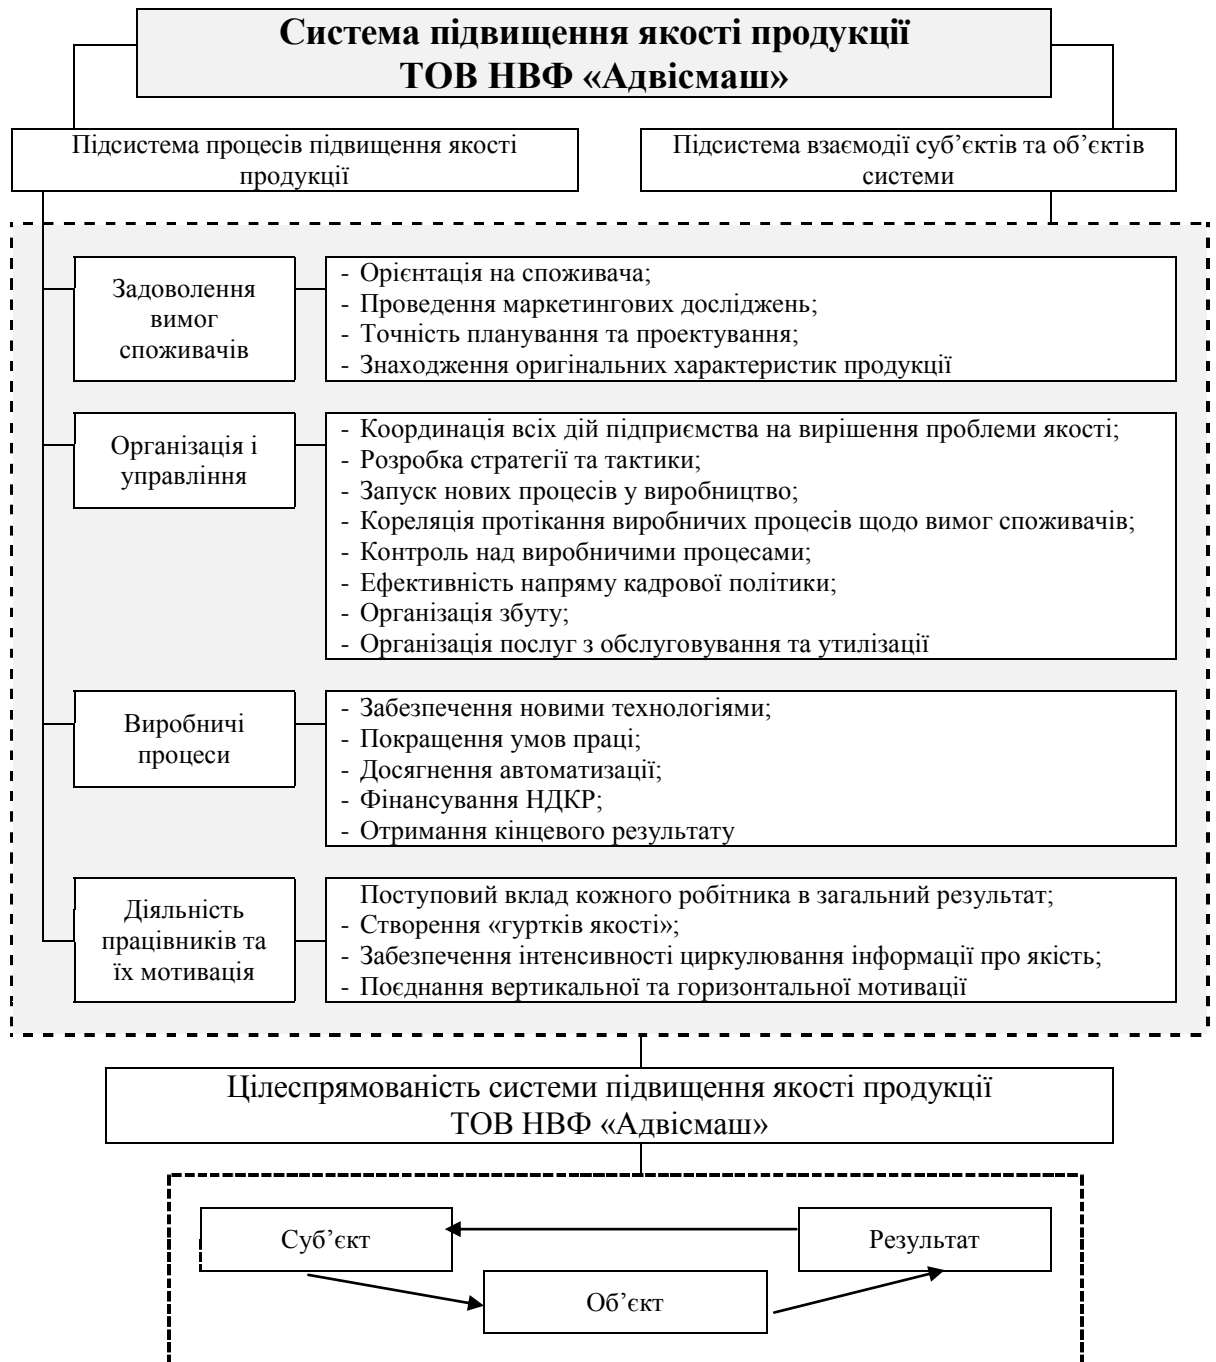 Система підвищення якості продукції
ТОВ НВФ «Адвісмаш»
Підсистема процесів підвищення якості
продукції
Підсистема взаємодії суб’єктів та об’єктів
системи
Задоволення
вимог
споживачів
- Орієнтація на споживача;
- Проведення маркетингових досліджень;
- Точність планування та проектування;
- Знаходження оригінальних характеристик продукції
Організація і
управління
- Координація всіх дій підприємства на вирішення проблеми якості;
- Розробка стратегії та тактики;
- Запуск нових процесів у виробництво;
- Кореляція протікання виробничих процесів щодо вимог споживачів;
- Контроль над виробничими процесами;
- Ефективність напряму кадрової політики;
- Організація збуту;
- Організація послуг з обслуговування та утилізації
Виробничі
процеси
- Забезпечення новими технологіями;
- Покращення умов праці;
- Досягнення автоматизації;
- Фінансування НДКР;
- Отримання кінцевого результату
Діяльність
працівників та
їх мотивація
Поступовий вклад кожного робітника в загальний результат;
- Створення «гуртків якості»;
- Забезпечення інтенсивності циркулювання інформації про якість;
- Поєднання вертикальної та горизонтальної мотивації
Цілеспрямованість системи підвищення якості продукції
ТОВ НВФ «Адвісмаш»
Суб’єкт
Результат
Об’єкт